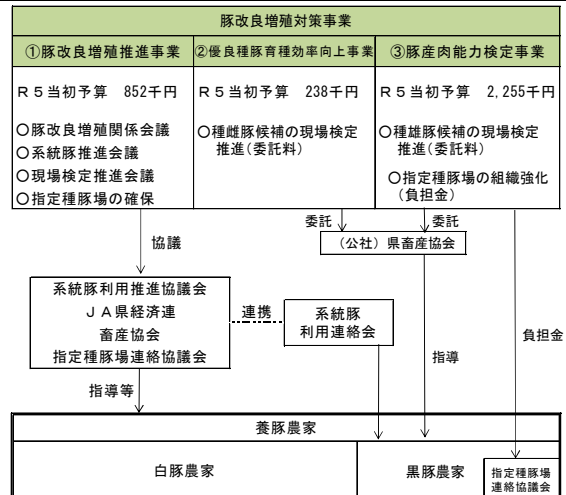 豚改良増殖対策事業
①豚改良増殖推進事業
②優良種豚育種効率向上事業
③豚産肉能力検定事業
R5当初予算 852千円
〇豚改良増殖関係会議
〇系統豚推進会議
〇現場検定推進会議
〇指定種豚場の確保
R5当初予算 238千円
〇種雌豚候補の現場検定
推進(委託料)
R5当初予算 2,255千円
〇種雄豚候補の現場検定
推進(委託料)
〇指定種豚場の組織強化
(負担金)
委託
委託
(公社)県畜産協会
協議
系統豚利用推進協議会
JA県経済連
畜産協会
指定種豚場連絡協議会
連携
系統豚
利用連絡会
指導
負担金
指導等
養豚農家
白豚農家
黒豚農家
指定種豚場
連絡協議会